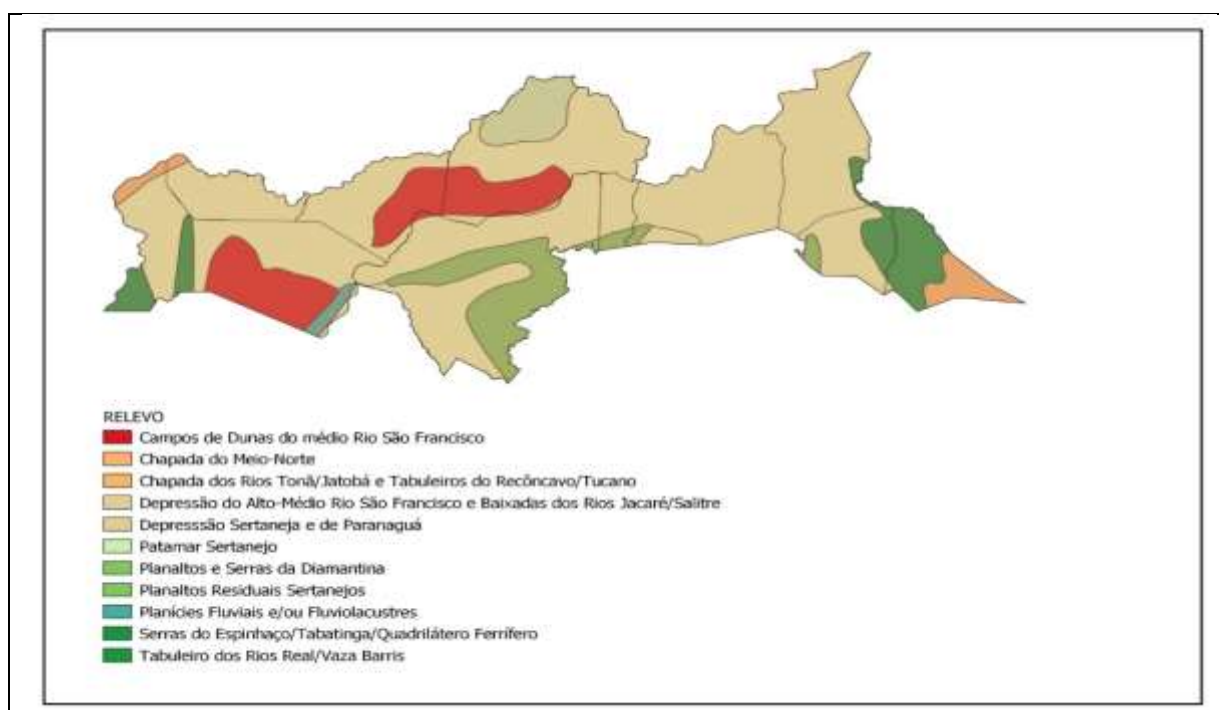 RELEVO
Campos de Dunas do médio Rio São Francisco
Chapada do Meio-Norte
Chapada dos Rios Tonã/Jatobá e Tabuleiros do Recôncavo/Tucano
Depressão do Alto-Médio Rio São Francisco e Baixadas dos Rios Jacaré/Salitre
Depresssão Sertaneja e de Paranaguá
Patamar Sertanejo
Planaltos e Serras da Diamantina
Planaltos Residuais Sertanejos
Planícies Fluviais e/ou Fluviolacustres
Serras do Espinhaço/Tabatinga/Quadrilátero Ferrífero
Tabuleiro dos Rios Real/Vaza Barris